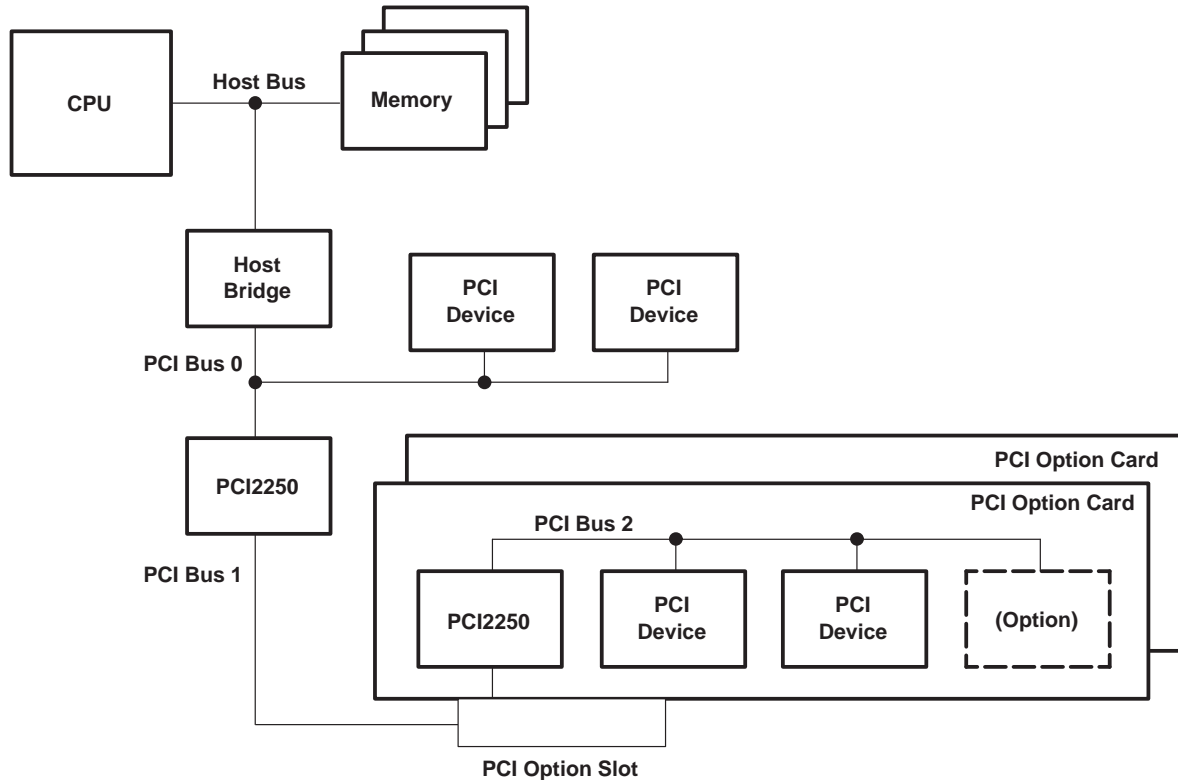 Host Bus
CPU
Memory
Host
Bridge
PCI
Device
PCI
Device
PCI Bus 0
PCI2250
PCI Option Card
PCI Option Card
PCI Bus 2
PCI Bus 1
PCI2250
PCI
Device
PCI
Device
(Option)
PCI Option Slot